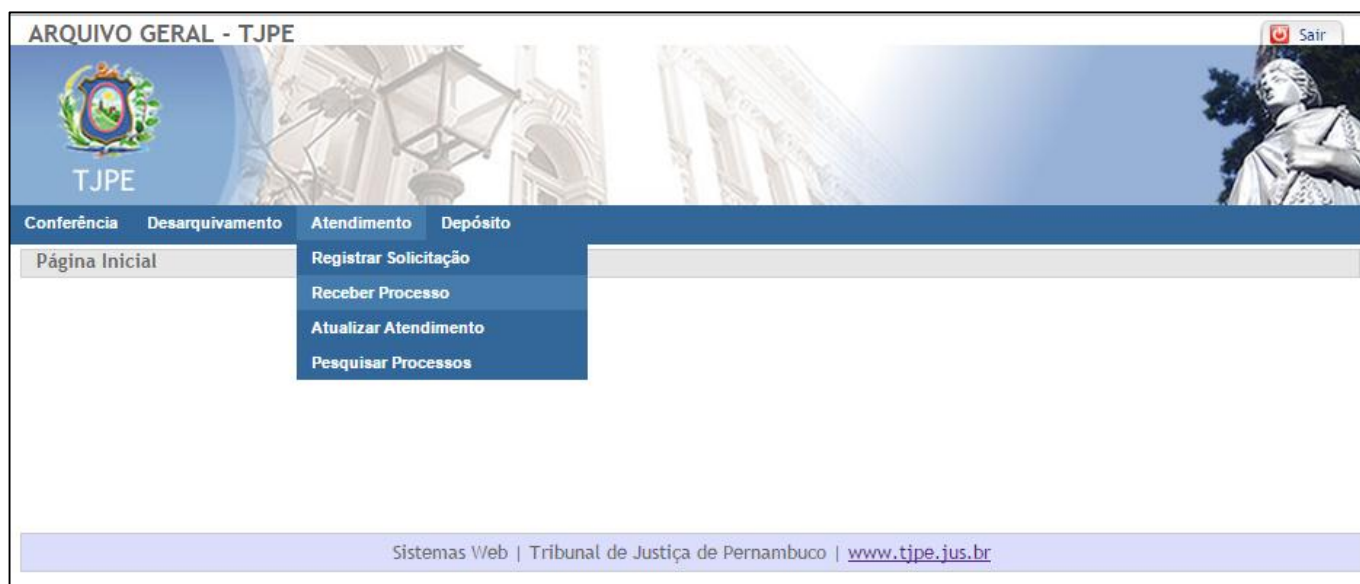 ARQUIVO GERAL - TJPE
Sair
TJPE
Conferência Desarquivamento Atendimento Depósito
Página Inicial
Registrar Solicitação
Receber Processo
Atualizar Atendimento
Pesquisar Processos
Sistemas Web | Tribunal de Justiça de Pernambuco | www.tjpe.jus.br